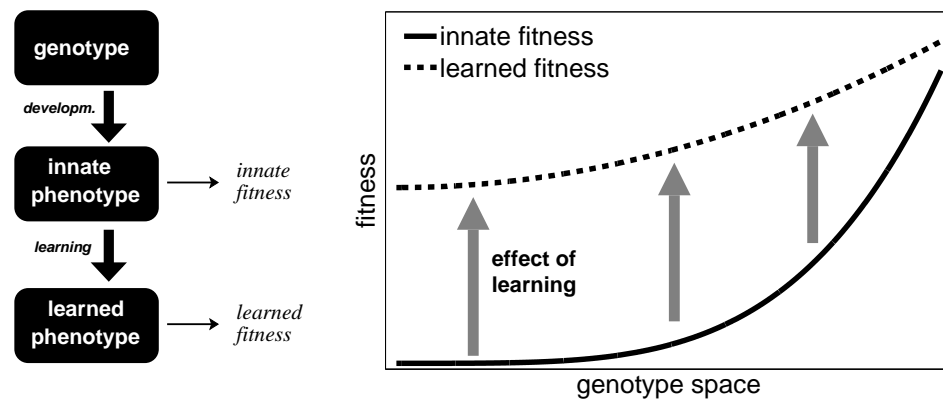 genotype
developm.
innate
phenotype
innate
fitness
learning
learned
phenotype
learned
fitness
innate fitness
learned fitness
fitness
effect of
learning
genotype space